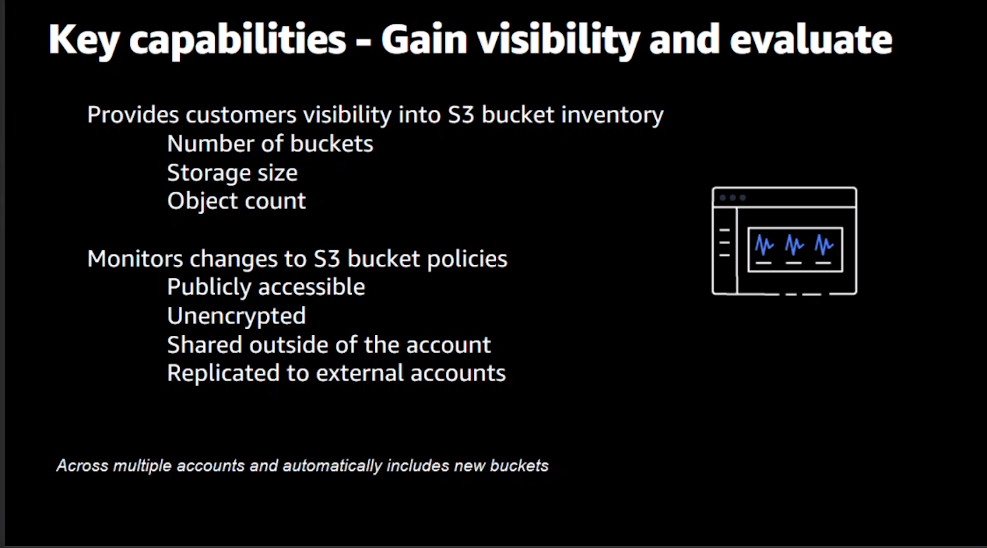 Key capabilities - Gain visibility and evaluate
Provides customers visibility into S3 bucket inventory
Number of buckets
Storage size
Object count
Monitors changes to S3 bucket policies
Publicly accessible
Unencrypted
Shared outside of the account
Replicated to external accounts
Across multiple accounts and automatically includes new buckets